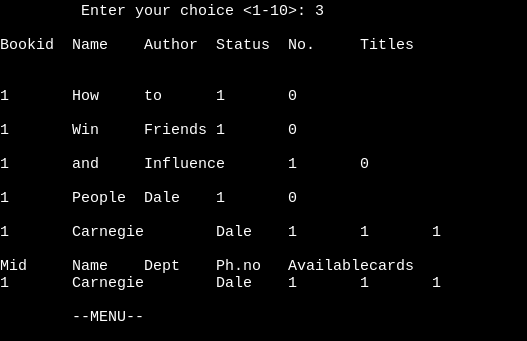 Enter your choice <1-10>: 3
Bookid Name Author Status No. Titles
1 How to 1 0
1 Win Friends 1 0
1 and Influence 1 0
1 People Dale 1 0
1 Carnegie Dale 1 1 1
Mid Name Dept Ph.no Availablecards
1 Carnegie Dale 1 1 1
--MENU--